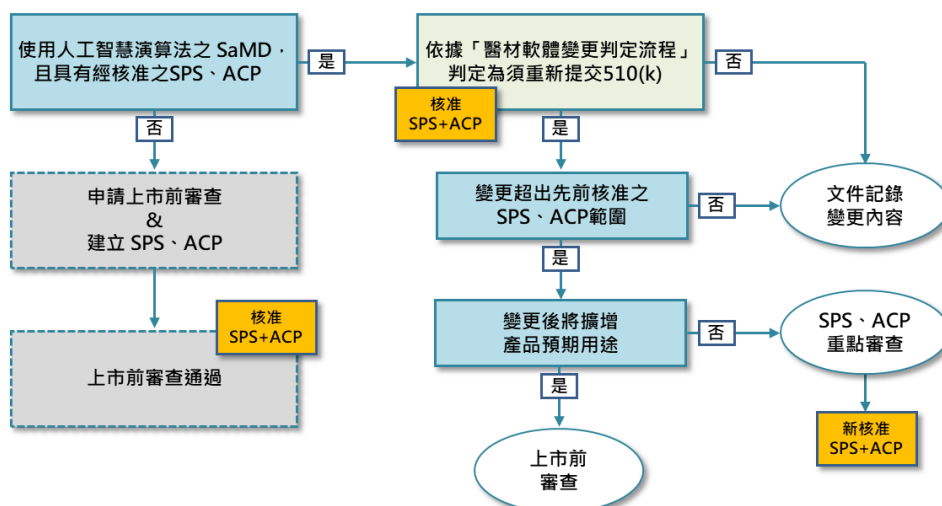 使用人工智慧演算法之 SaMD，
且具有經核准之SPS、ACP
是
依據「醫材軟體變更判定流程」
判定為須重新提交510(k)
否
核准
SPS+ACP
否
是
申請上市前審查
&
建立 SPS、ACP
變更超出先前核准之
SPS、ACP範圍
否
文件記錄
變更內容
是
核准
SPS+ACP
上市前審查通過
變更後將擴增
產品預期用途
否
SPS、ACP
重點審查
是
新核准
SPS+ACP
上市前
審查